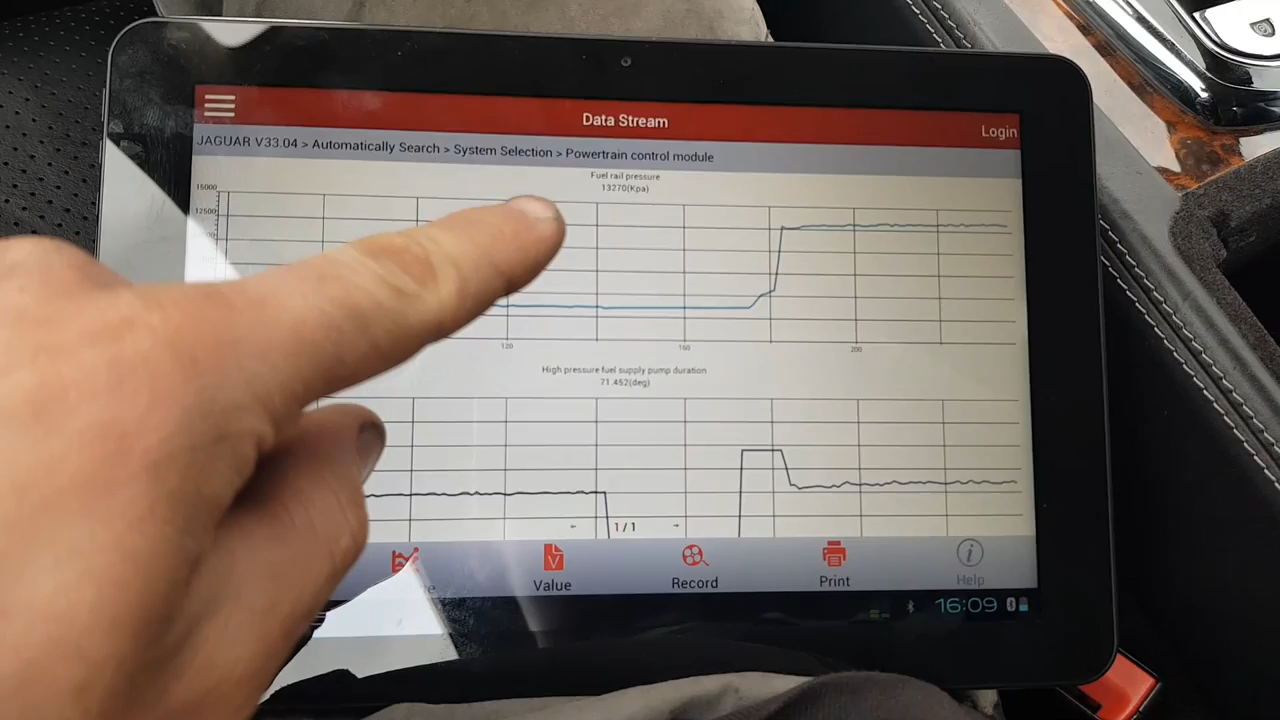 Data Stream
Login
JAGUAR V33.04 > Automatically Search > System Selection > Powertrain control module
Fuel rail pressure
13270(Kpa)
15000
12500
120
160
200
High pressure fuel supply pump duration
71.452(deg)
1/1
Value
Record
Print
Help
16:09